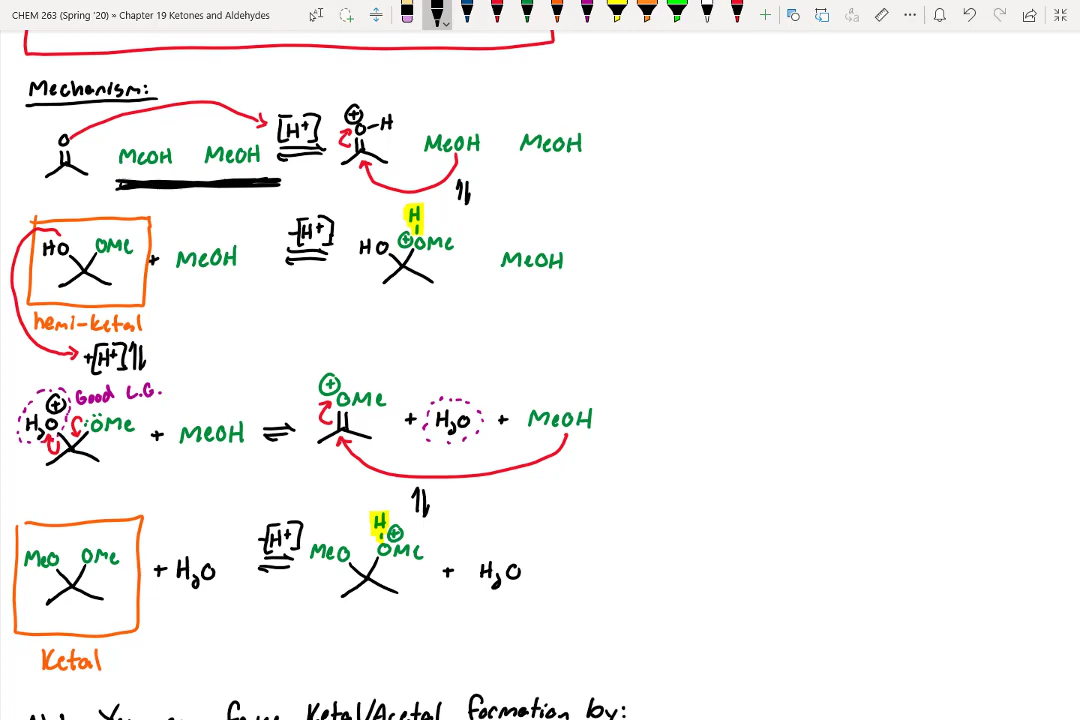 CHEM 263 (Spring '20) » Chapter 19 Ketones and Aldehydes
Mechanism:
O MeOH MeOH [H⁺] ⊕ O-H MeOH MeOH
HO OMe + MeOH -[H⁺] HO H ⊕OMe MeOH
hemi-ketal
+[H⁺]
⊕ Good L.G.
H₂O :OMe + MeOH ⊕ OMe + H₂O + MeOH
MeO OMe + H₂O -[H⁺] MeO H ⊕ OMe + H₂O
Ketal
Ketal/Acetal formation by: